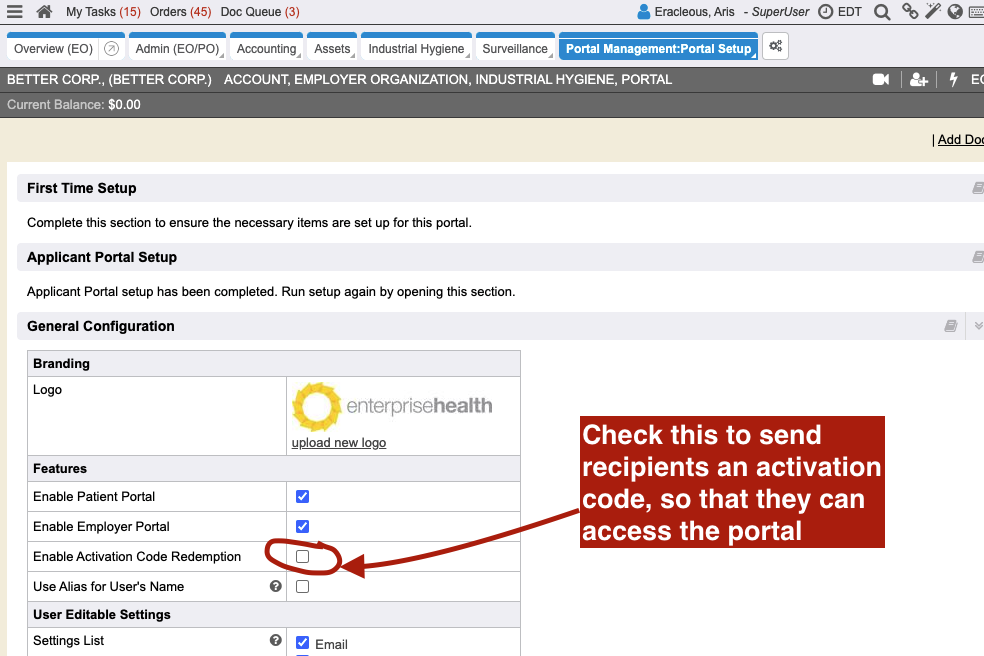 My Tasks (15) Orders (45) Doc Queue (3) Eracleous, Aris - SuperUser EDT
Overview (EO) Admin (EO/PO) Accounting Assets Industrial Hygiene Surveillance Portal Management:Portal Setup
BETTER CORP., (BETTER CORP.) ACCOUNT, EMPLOYER ORGANIZATION, INDUSTRIAL HYGIENE, PORTAL
Current Balance: $0.00
| Add Doc
First Time Setup
Complete this section to ensure the necessary items are set up for this portal.
Applicant Portal Setup
Applicant Portal setup has been completed. Run setup again by opening this section.
General Configuration
Branding
Logo
enterprisehealth
upload new logo
Features
Enable Patient Portal
Enable Employer Portal
Enable Activation Code Redemption
Use Alias for User's Name ?
User Editable Settings
Settings List ? Email
Check this to send
recipients an activation
code, so that they can
access the portal